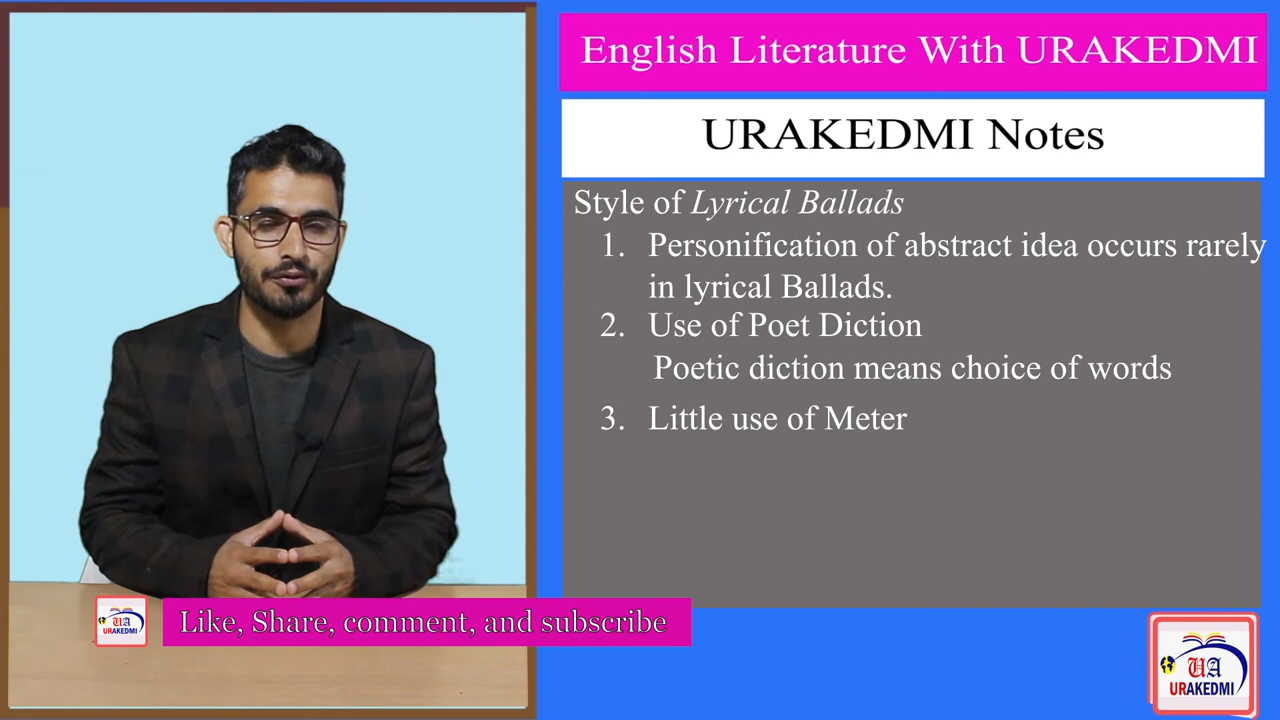 English Literature With URAKEDMI
URAKEDMI Notes
Style of Lyrical Ballads
1. Personification of abstract idea occurs rarely
in lyrical Ballads.
2. Use of Poet Diction
Poetic diction means choice of words
3. Little use of Meter
UA
URAKEDMI
Like, Share, comment, and subscribe
UA
URAKEDMI